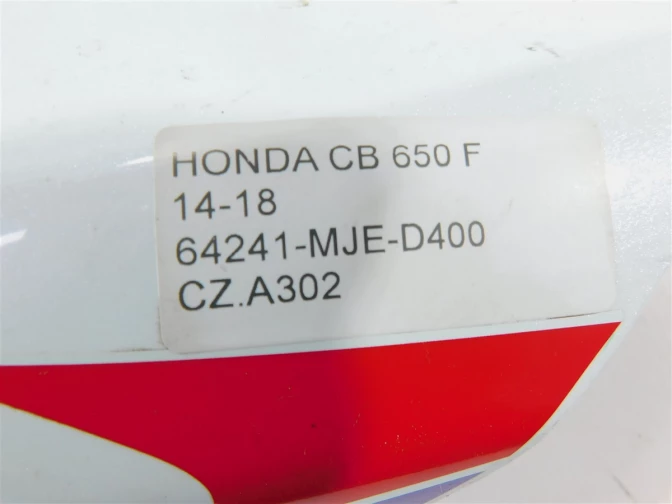 HONDA CB 650 F
14-18
64241-MJE-D400
CZ.A302